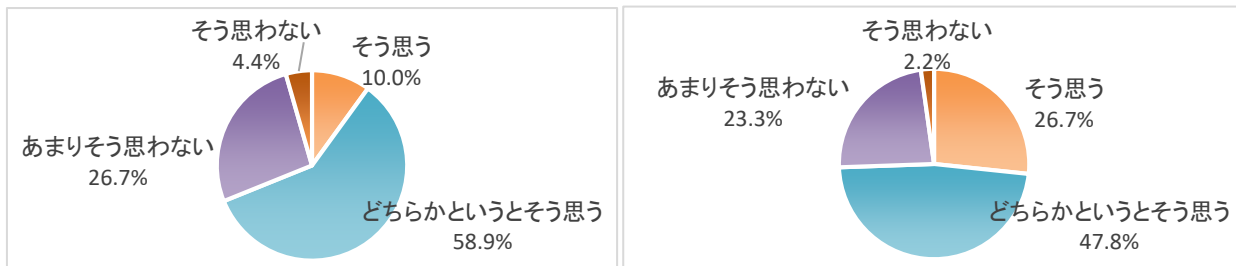 そう思わない
4.4%
そう思う
10.0%
あまりそう思わない
26.7%
どちらかというとそう思う
58.9%
そう思わない
2.2%
そう思う
26.7%
あまりそう思わない
23.3%
どちらかというとそう思う
47.8%